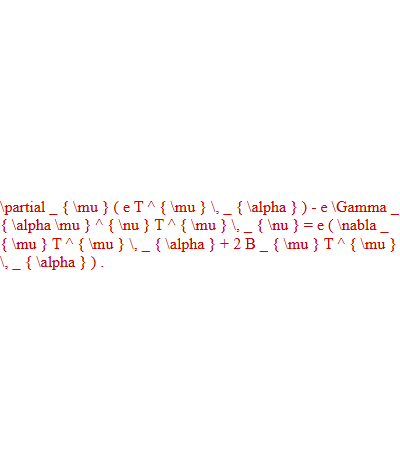 \partial _ { \mu } ( e T ^ { \mu } \, _ { \alpha } ) - e \Gamma _
{ \alpha \mu } ^ { \nu } T ^ { \mu } \, _ { \nu } = e ( \nabla _
{ \mu } T ^ { \mu } \, _ { \alpha } + 2 B _ { \mu } T ^ { \mu }
\, _ { \alpha } ) .